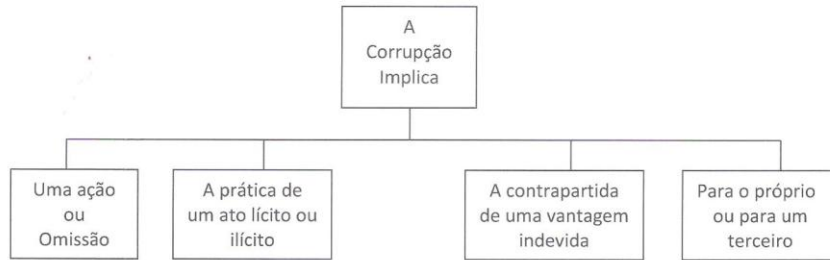 A
Corrupção
Implica
Uma ação
ou
Omissão
A prática de
um ato lícito ou
ilícito
A contrapartida
de uma vantagem
indevida
Para o próprio
ou para um
terceiro